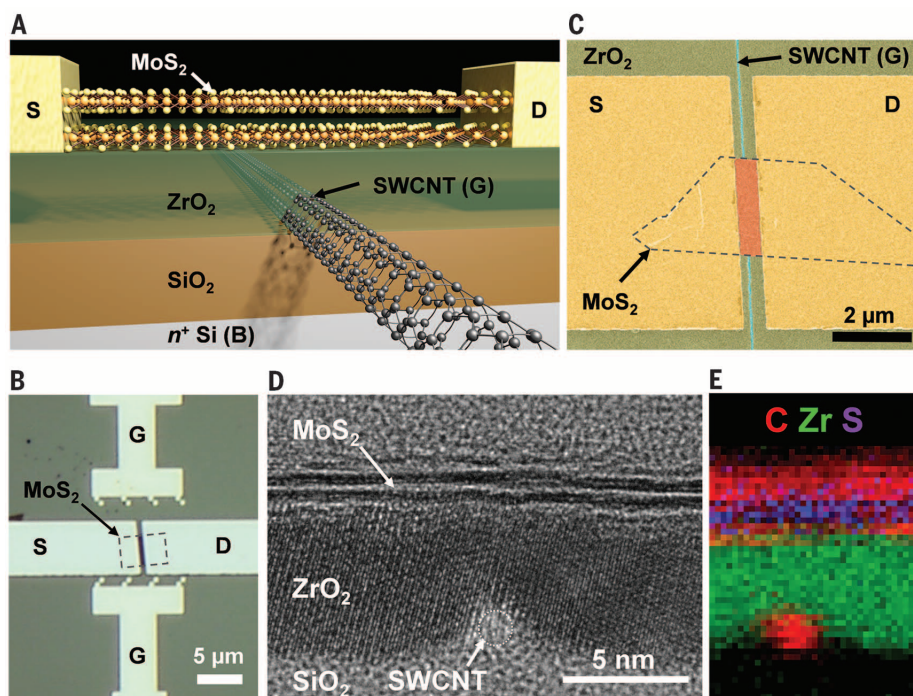 A
MoS2
S
D
SWCNT (G)
ZrO2
SiO2
n+ Si (B)
B
G
MoS2
S
D
G
5 μm
C
ZrO2
SWCNT (G)
S
D
MoS2
2 μm
D
MoS2
ZrO2
SiO2
SWCNT
5 nm
E
C Zr S